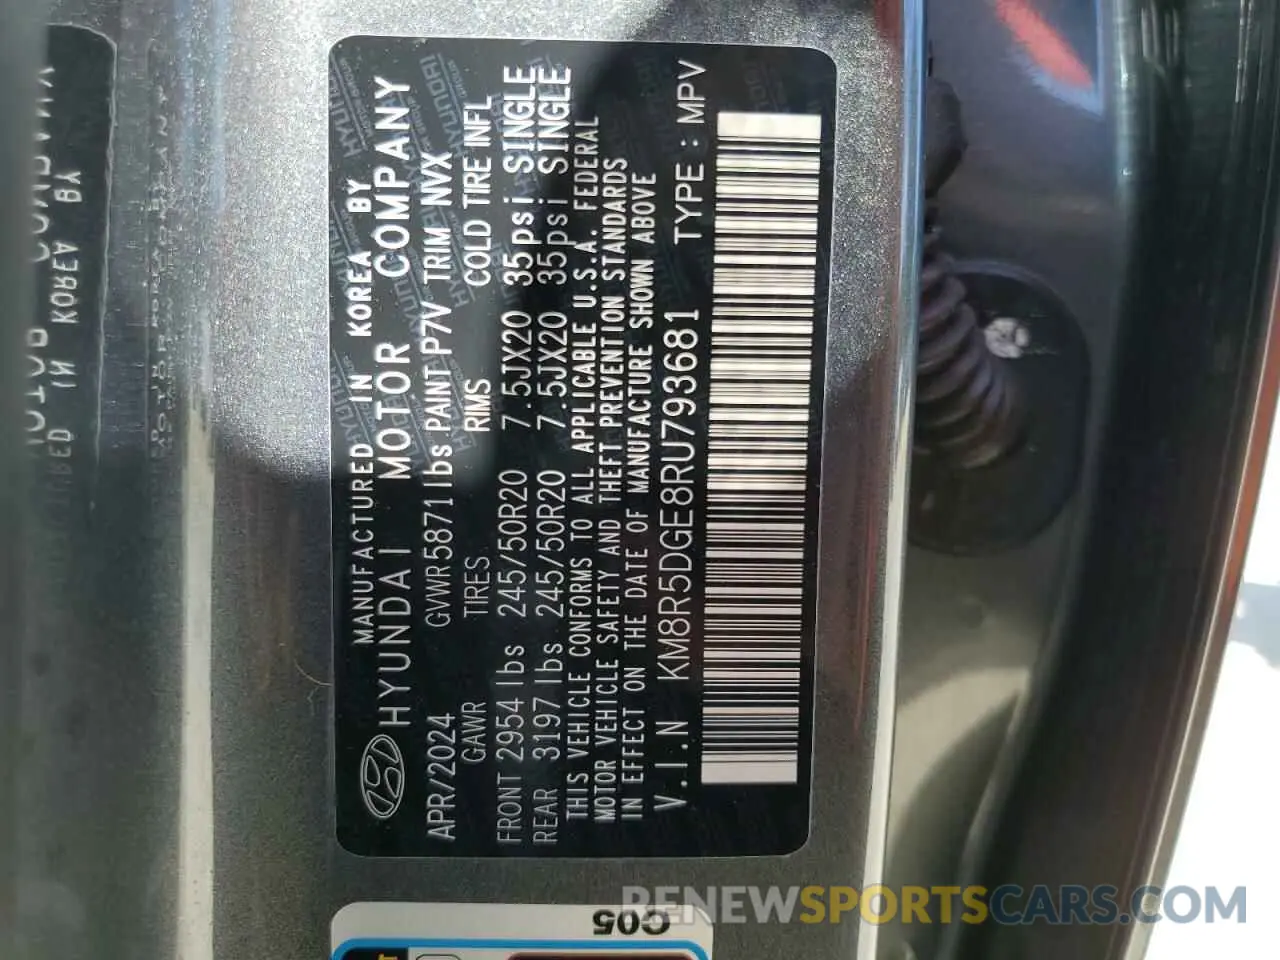 MANUFACTURED IN KOREA BY
HYUNDAI MOTOR COMPANY
APR/2024 GVWR 5871 lbs PAINT P7V TRIM NVX
GAWR TIRES RIMS COLD TIRE INFL
FRONT 2954 lbs 245/50R20 7.5JX20 35psi SINGLE
REAR 3197 lbs 245/50R20 7.5JX20 35psi SINGLE
THIS VEHICLE CONFORMS TO ALL APPLICABLE U.S.A. FEDERAL
MOTOR VEHICLE SAFETY AND THEFT PREVENTION STANDARDS
IN EFFECT ON THE DATE OF MANUFACTURE SHOWN ABOVE
V.I.N KM8R5DGE8RU793681 TYPE : MPV
C05
RENEWSPORTSCARS.COM